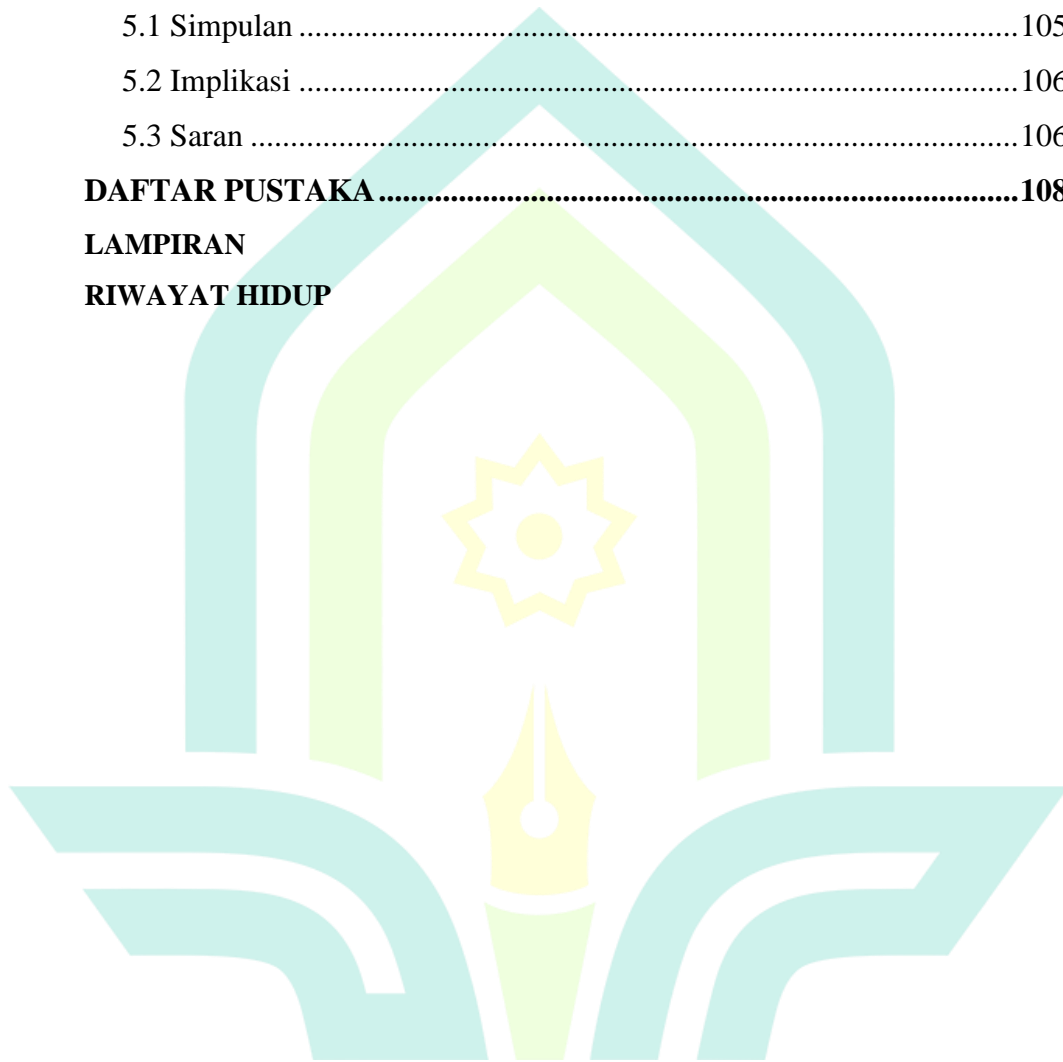 5.1 Simpulan ............................................................................................105
5.2 Implikasi ............................................................................................106
5.3 Saran ..................................................................................................106
DAFTAR PUSTAKA ................................................................................108
LAMPIRAN
RIWAYAT HIDUP